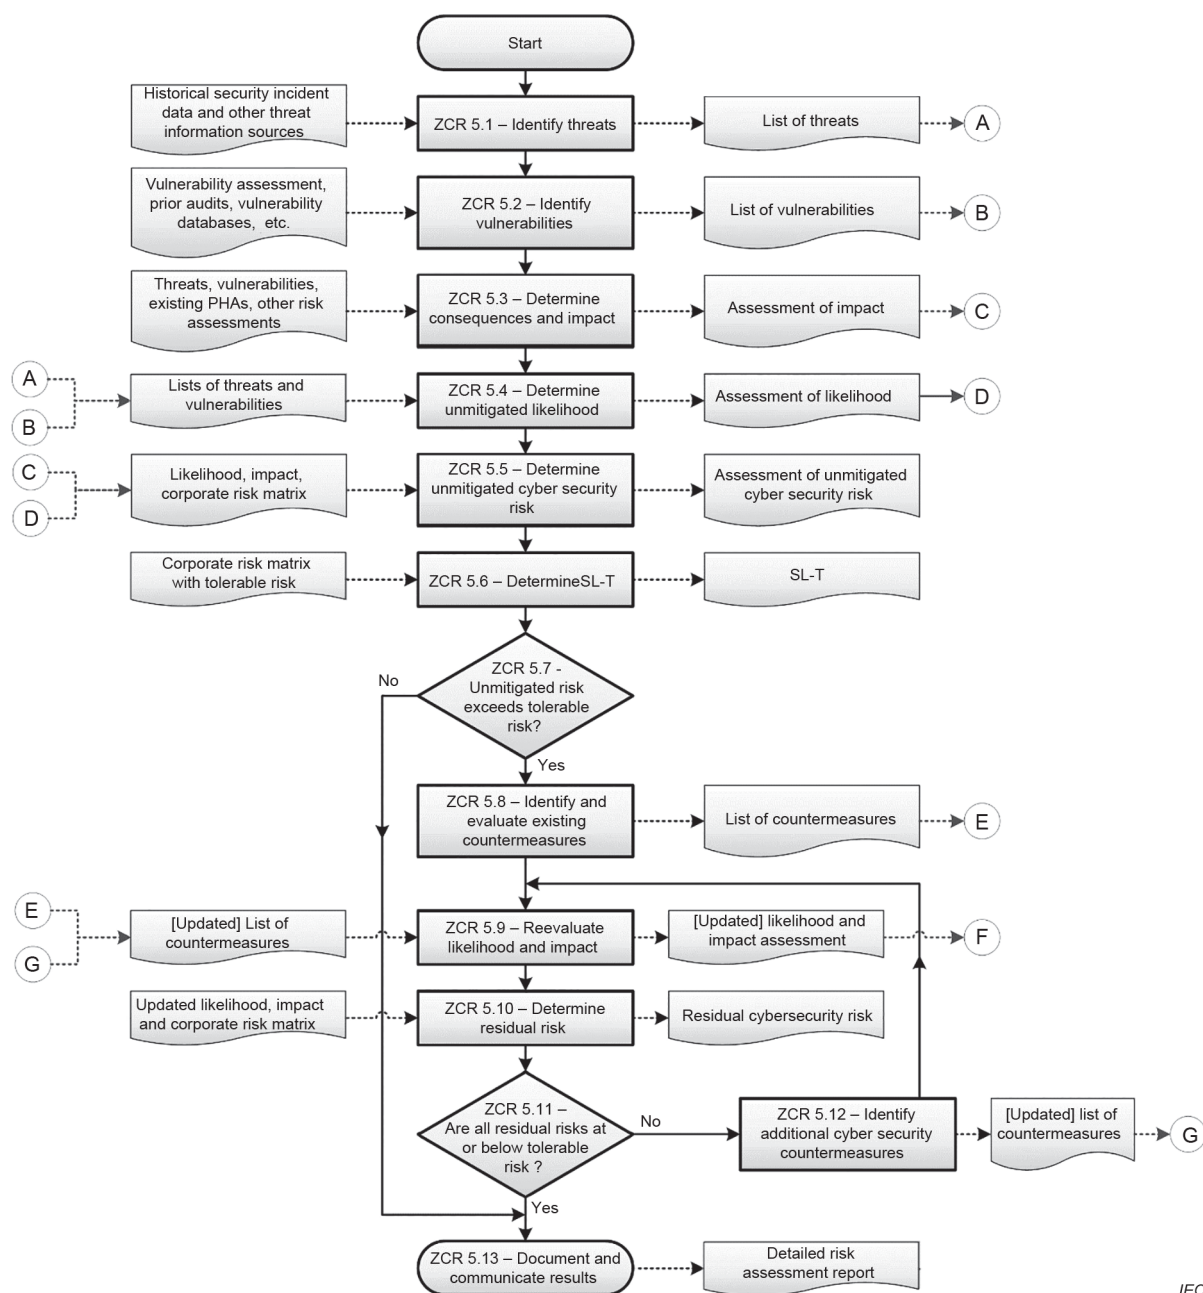 Start
Historical security incident
data and other threat
information sources
ZCR 5.1 – Identify threats
List of threats
A
Vulnerability assessment,
prior audits, vulnerability
databases, etc.
ZCR 5.2 – Identify
vulnerabilities
List of vulnerabilities
B
Threats, vulnerabilities,
existing PHAs, other risk
assessments
ZCR 5.3 – Determine
consequences and impact
Assessment of impact
C
A
B
Lists of threats and
vulnerabilities
ZCR 5.4 – Determine
unmitigated likelihood
Assessment of likelihood
D
C
D
Likelihood, impact,
corporate risk matrix
ZCR 5.5 – Determine
unmitigated cyber security
risk
Assessment of unmitigated
cyber security risk
Corporate risk matrix
with tolerable risk
ZCR 5.6 – DetermineSL-T
SL-T
ZCR 5.7 -
Unmitigated risk
exceeds tolerable
risk?
No
Yes
ZCR 5.8 – Identify and
evaluate existing
countermeasures
List of countermeasures
E
E
G
[Updated] List of
countermeasures
ZCR 5.9 – Reevaluate
likelihood and impact
[Updated] likelihood and
impact assessment
F
Updated likelihood, impact
and corporate risk matrix
ZCR 5.10 – Determine
residual risk
Residual cybersecurity risk
ZCR 5.11 –
Are all residual risks at
or below tolerable
risk ?
No
ZCR 5.12 – Identify
additional cyber security
countermeasures
[Updated] list of
countermeasures
G
Yes
ZCR 5.13 – Document and
communicate results
Detailed risk
assessment report
IEC